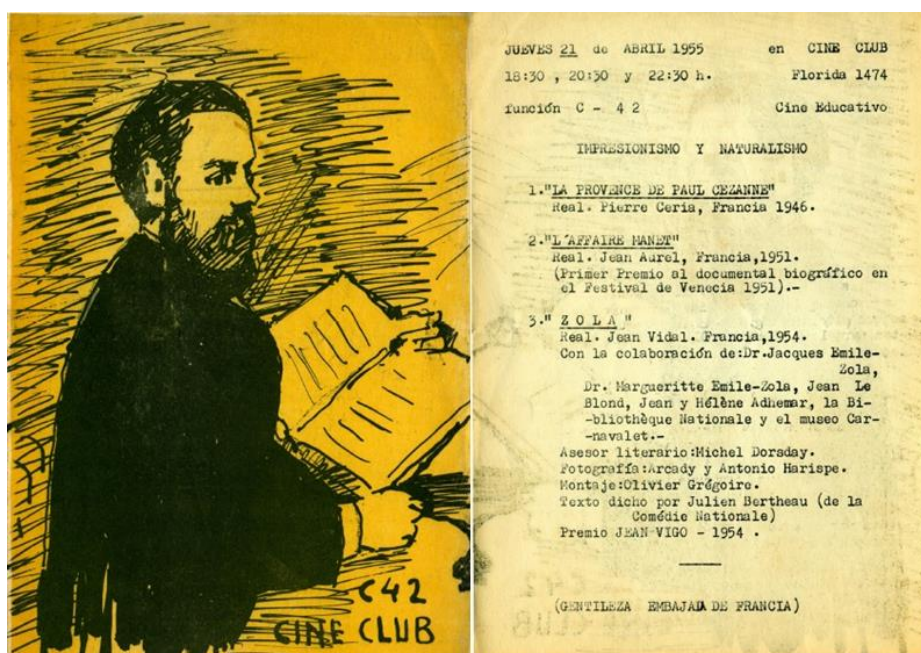 C42
CINE CLUB
JUEVES 21 de ABRIL 1955 en CINE CLUB
18:30 , 20:30 y 22:30 h. Florida 1474
función C - 4 2 Cine Educativo
IMPRESIONISMO Y NATURALISMO
1."LA PROVENCE DE PAUL CEZANNE"
Real. Pierre Ceria, Francia 1946.
2."L´AFFAIRE MANET"
Real. Jean Aurel, Francia,1951.
(Primer Premio al documental biográfico en
el Festival de Venecia 1951).-
3." Z O L A "
Real. Jean Vidal. Francia,1954.
Con la colaboración de:Dr.Jacques Emile-
Zola,
Dr. Margueritte Emile-Zola, Jean Le
Blond, Jean y Hélène Adhemar, la Bi-
-bliothèque Nationale y el museo Car-
-navalet.-
Asesor literario:Michel Dorsday.
Fotografía:Arcady y Antonio Harispe.
Montaje:Olivier Grégoire.
Texto dicho por Julien Bertheau (de la
Comédie Nationale)
Premio JEAN VIGO - 1954 .
(GENTILEZA EMBAJADA DE FRANCIA)